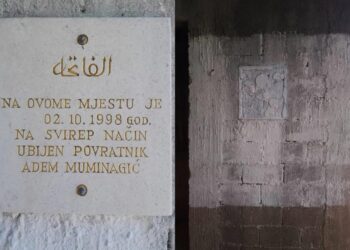 الفاتحة
NA OVOME MJESTU JE
02.10.1998 GOD.
NA SVIREP NAČIN
UBIJEN POVRATNIK
ADEM MUMINAGIĆ